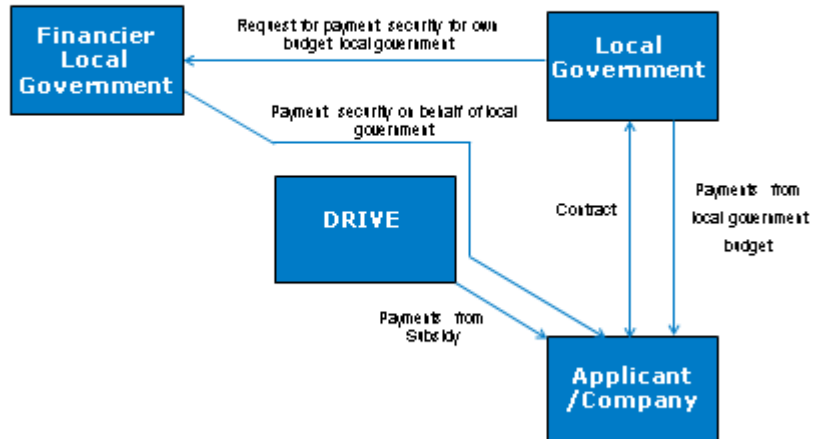 Financier
Local
Government
Request for payment security for own
budget local government
Local
Government
Payment security on behalf of local
government
DRIVE
Contract
Payments from
local government
budget
Payments from
Subsidy
Applicant
/Company